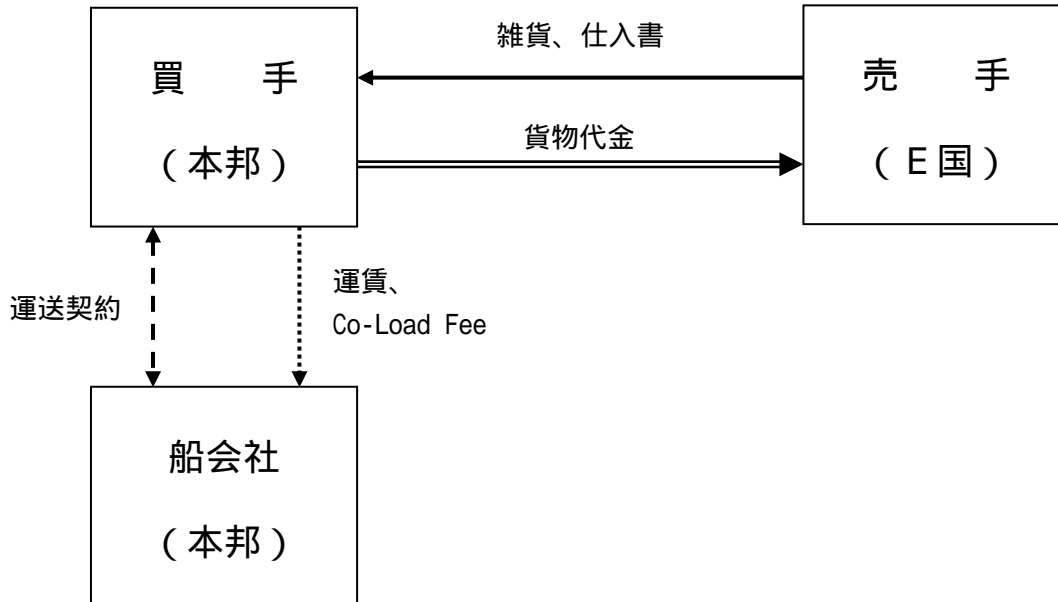 雑貨、仕入書
買　　手
（本邦）
売　　手
（Ｅ国）
貨物代金
運送契約
運賃、
Co-Load Fee
船会社
（本邦）